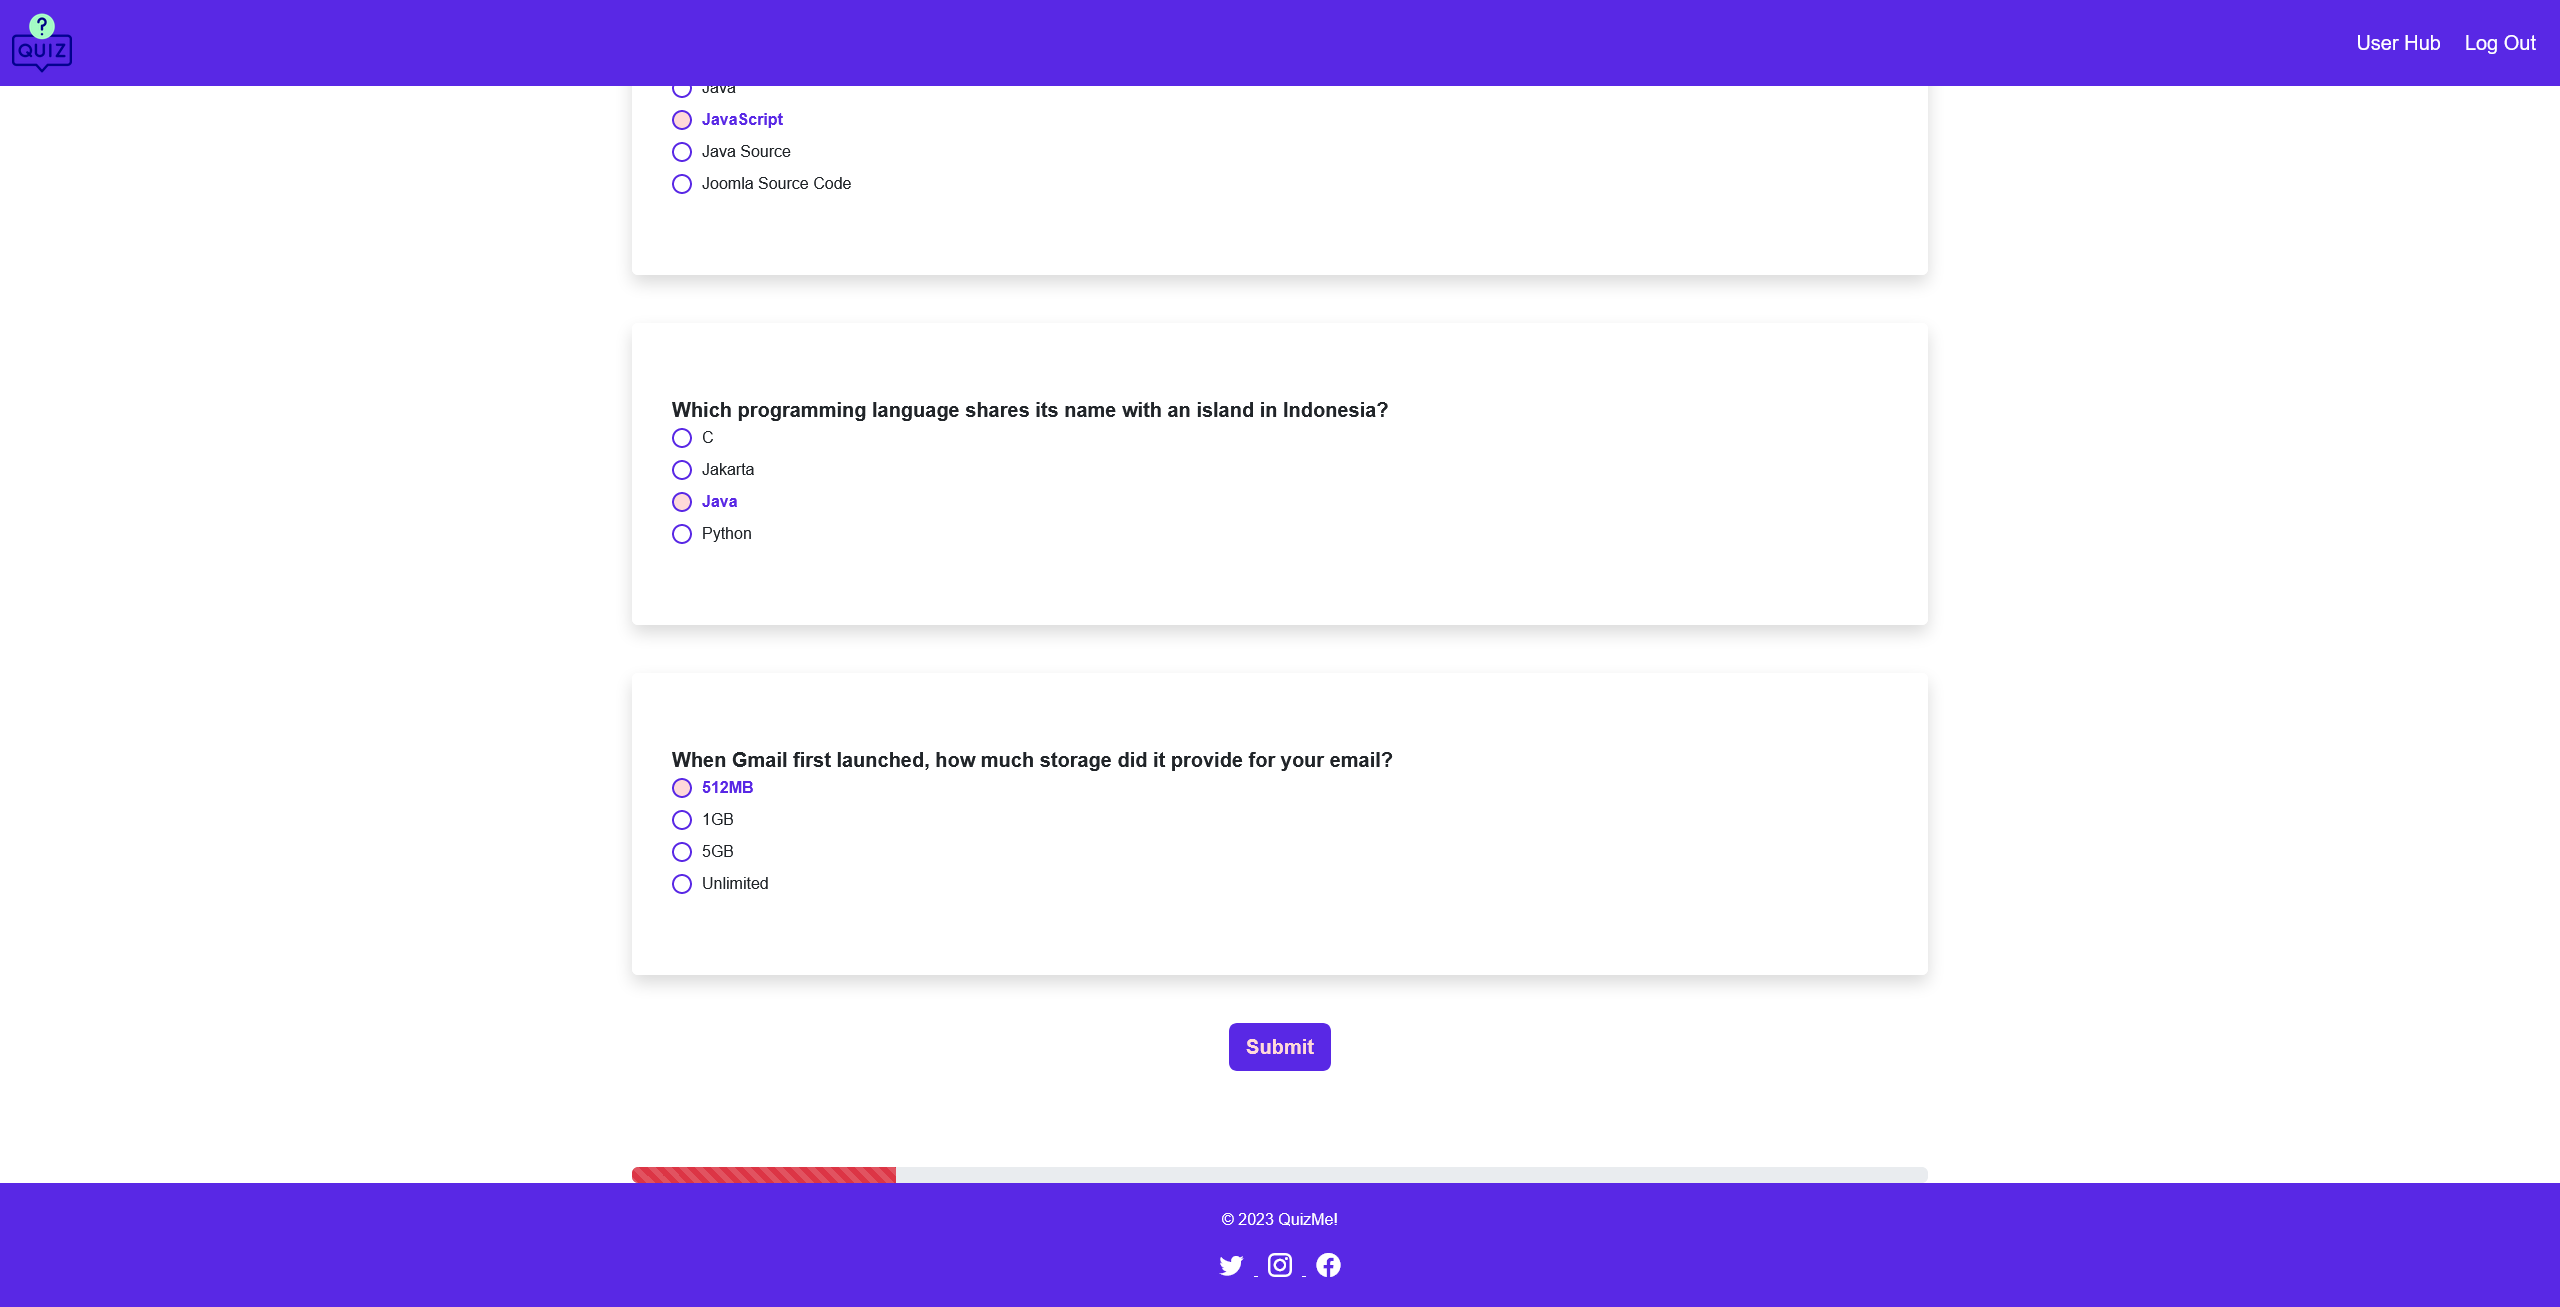 ?
QUIZ
User Hub Log Out
Java
JavaScript
Java Source
Joomla Source Code
Which programming language shares its name with an island in Indonesia?
C
Jakarta
Java
Python
When Gmail first launched, how much storage did it provide for your email?
512MB
1GB
5GB
Unlimited
Submit
© 2023 QuizMe!